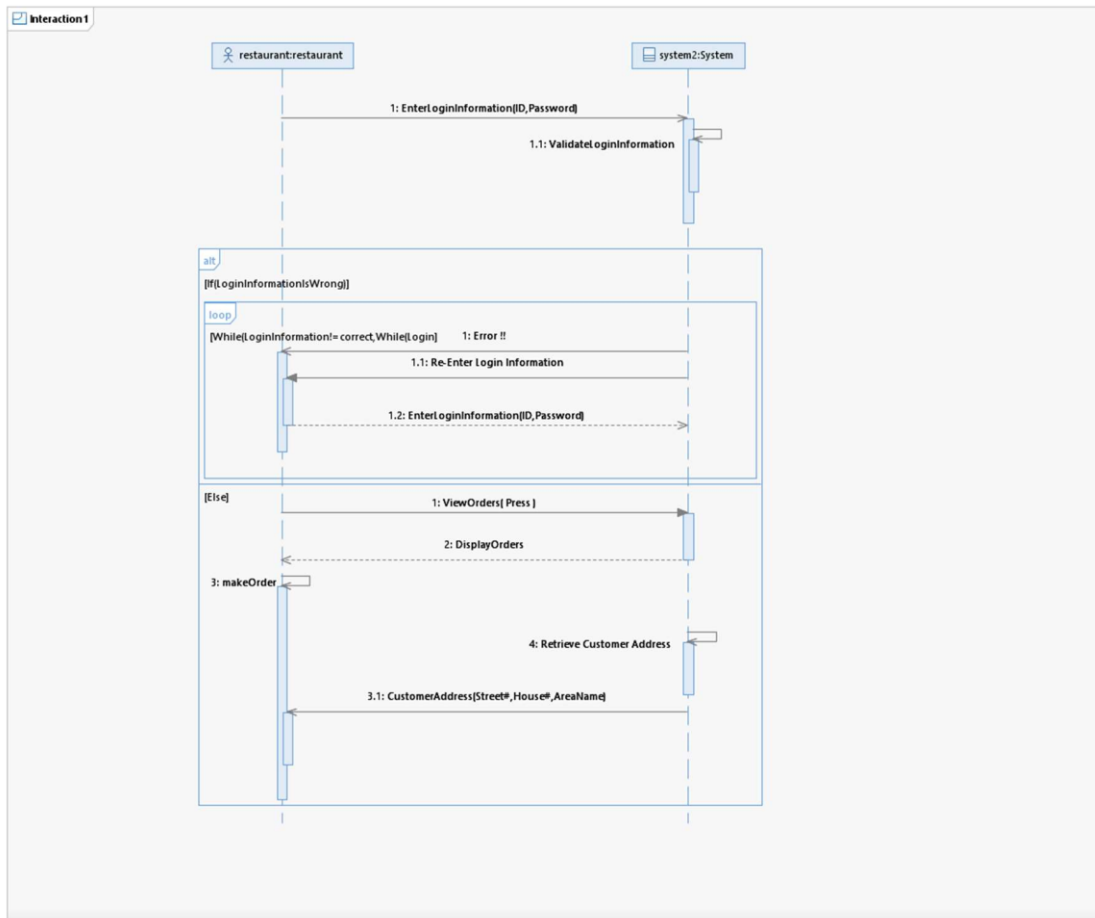 Interaction1
restaurant:restaurant
system2:System
1: EnterLoginInformation(ID,Password)
1.1: ValidateLoginInformation
alt
[If(LoginInformationIsWrong)]
loop
[While(LoginInformation!= correct,While(Login]
1: Error !!
1.1: Re-Enter Login Information
1.2: EnterLoginInformation(ID,Password)
[Else]
1: ViewOrders( Press )
2: DisplayOrders
3: makeOrder
4: Retrieve Customer Address
3.1: CustomerAddress(Street#,House#,AreaName)